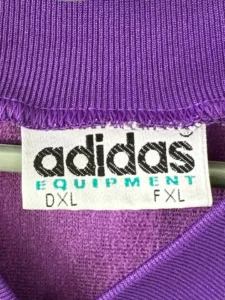 adidas
EQUIPMENT
DXL FXL